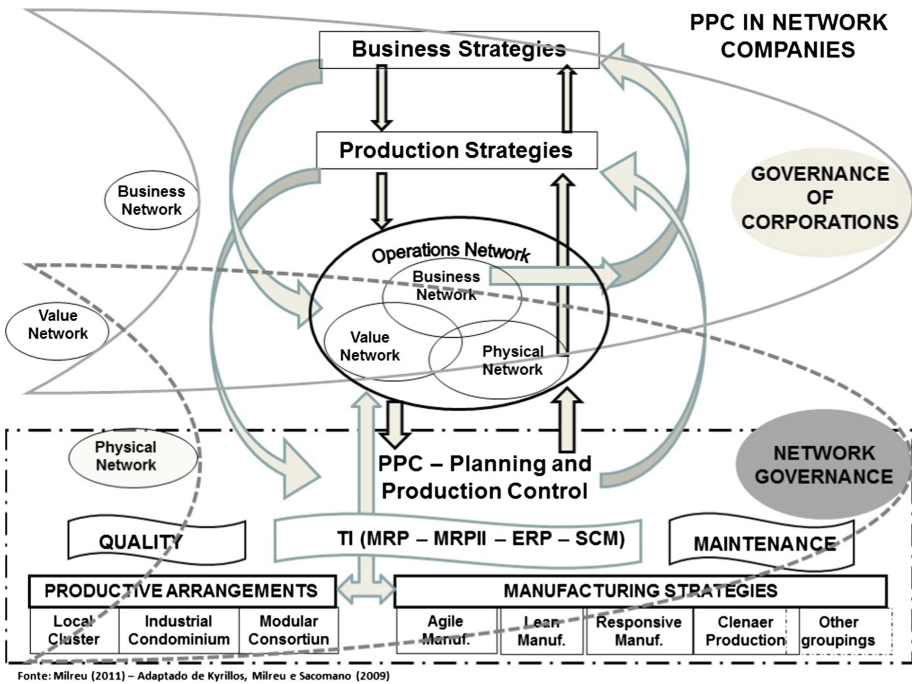 PPC IN NETWORK
COMPANIES
Business Strategies
Production Strategies
Business
Network
GOVERNANCE
OF
CORPORATIONS
Operations Network
Business
Network
Value
Network
Value
Network
Physical
Network
Physical
Network
PPC – Planning and
Production Control
NETWORK
GOVERNANCE
QUALITY
TI (MRP – MRPII – ERP – SCM)
MAINTENANCE
PRODUCTIVE ARRANGEMENTS
MANUFACTURING STRATEGIES
Local
Cluster
Industrial
Condominium
Modular
Consortiun
Agile
Manuf.
Lean
Manuf.
Responsive
Manuf.
Clenaer
Production
Other
groupings
Fonte: Milreu (2011) – Adaptado de Kyrillos, Milreu e Sacomano (2009)